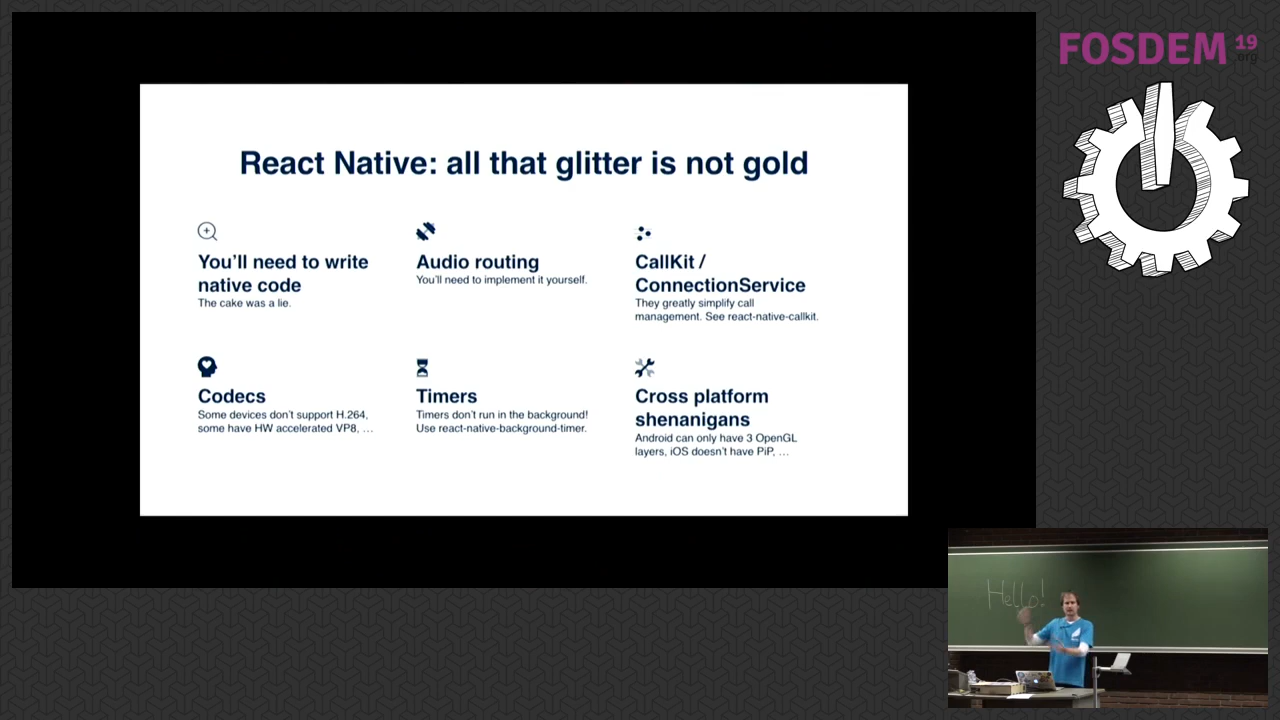 FOSDEM 19
.org
React Native: all that glitter is not gold
You'll need to write
native code
The cake was a lie.
Audio routing
You'll need to implement it yourself.
CallKit /
ConnectionService
They greatly simplify call
management. See react-native-callkit.
Codecs
Some devices don't support H.264,
some have HW accelerated VP8, …
Timers
Timers don't run in the background!
Use react-native-background-timer.
Cross platform
shenanigans
Android can only have 3 OpenGL
layers, iOS doesn't have PiP, …
Hello!